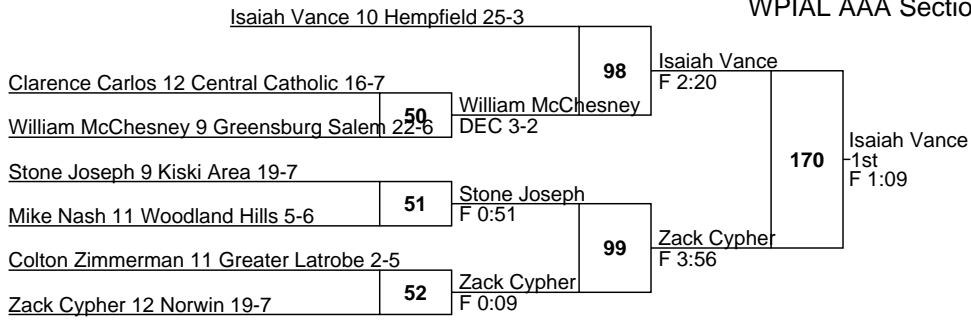 WPIAL AAA Sectio
Isaiah Vance 10 Hempfield 25-3
98
Isaiah Vance
F 2:20
Clarence Carlos 12 Central Catholic 16-7
50
William McChesney
DEC 3-2
William McChesney 9 Greensburg Salem 22-6
170
Isaiah Vance
1st
F 1:09
Stone Joseph 9 Kiski Area 19-7
51
Stone Joseph
F 0:51
Mike Nash 11 Woodland Hills 5-6
99
Zack Cypher
F 3:56
Colton Zimmerman 11 Greater Latrobe 2-5
52
Zack Cypher
F 0:09
Zack Cypher 12 Norwin 19-7